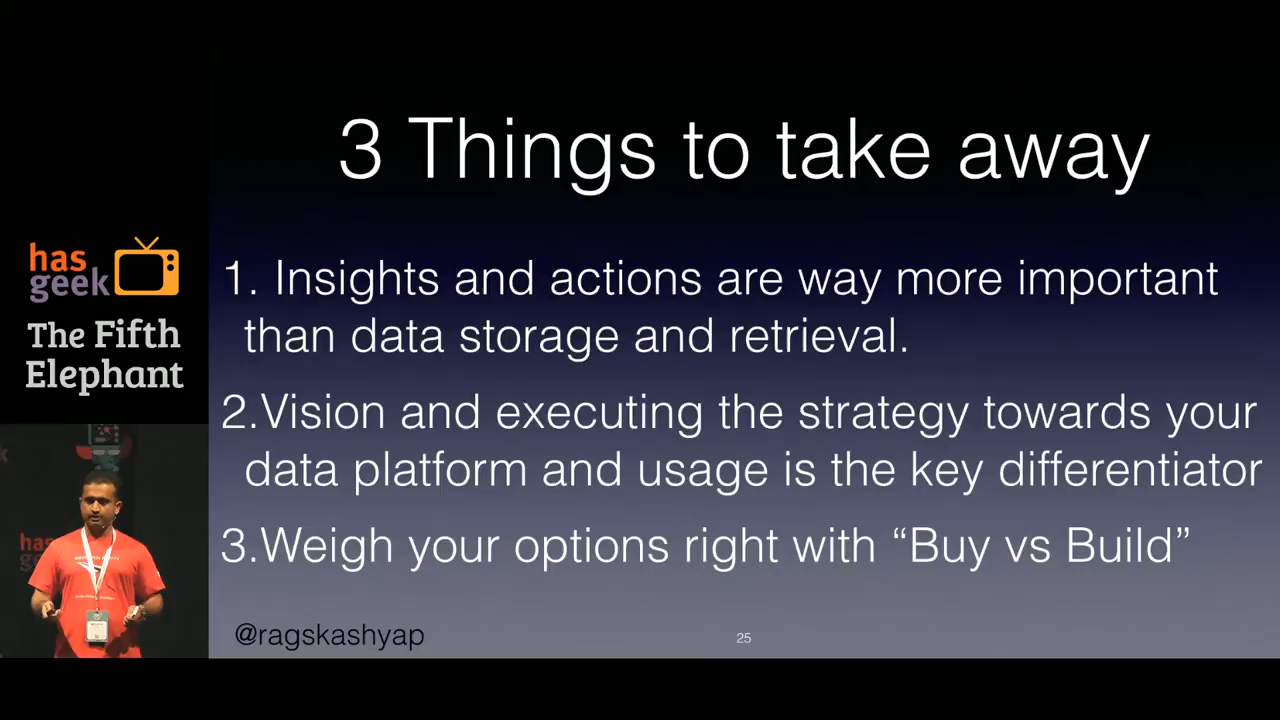 3 Things to take away
has
geek
The Fifth
Elephant
1. Insights and actions are way more important
than data storage and retrieval.
2.Vision and executing the strategy towards your
data platform and usage is the key differentiator
3.Weigh your options right with “Buy vs Build”
@ragskashyap
25
has